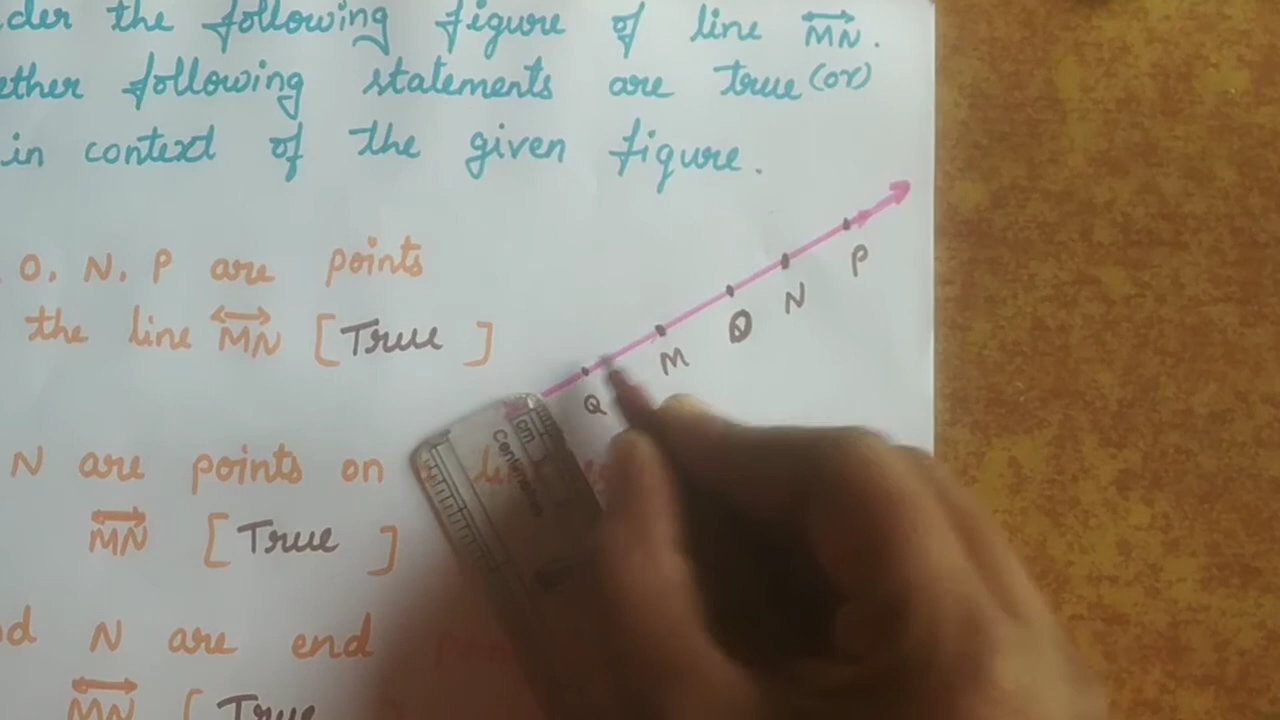 der the following figure of line MN.
ether following statements are true (or)
in context of the given figure.
O, N, P are points
the line MN [True]
P
N
O
M
Q
cm
Centimeter
N are points on
MN [True]
d N are end
MN [True